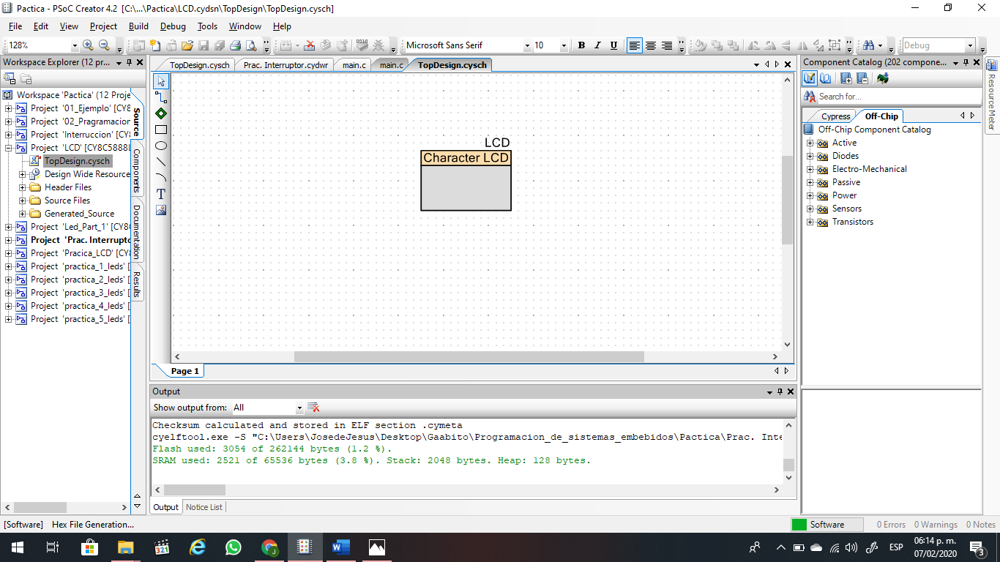 Pactica - PSoC Creator 4.2 [C:\...\Pactica\LCD.cydsn\TopDesign\TopDesign.cysch]
File Edit View Project Build Debug Tools Window Help
128% Microsoft Sans Serif 10 B I U Debug
Workspace Explorer (12 pr...
Workspace 'Pactica' (12 Proje
Project '01_Ejemplo' [CY8
Project '02_Pragramacion
Project 'Interruccion' [CY8
Project 'LCD' [CY8C5888L
TopDesign.cysch
Design Wide Resource
Header Files
Source Files
Generated_Source
Project 'Led_Part_1' [CY8C
Project 'Prac. Interrupto
Project 'Pracica_LCD' [CY8
Project 'practica_1_leds' [
Project 'practica_2_leds' [
Project 'practica_3_leds' [
Project 'practica_4_leds' [
Project 'practica_5_leds' [
Source
Components
Documentation
Results
TopDesign.cysch Prac. Interruptor.cydwr main.c main.c TopDesign.cysch
T
LCD
Character LCD
Page 1
Output
Show output from: All
Checksum calculated and stored in ELF section .cymeta
cyelftool.exe -S "C:\Users\JosedeJesus\Desktop\Gaabito\Programacion_de_sistemas_embebidos\Pactica\Prac. Inte
Flash used: 3054 of 262144 bytes (1.2 %).
SRAM used: 2521 of 65536 bytes (3.8 %). Stack: 2048 bytes. Heap: 128 bytes.
Output Notice List
Component Catalog (202 compone...
Search for...
Cypress Off-Chip
Off-Chip Component Catalog
Active
Diodes
Electro-Mechanical
Passive
Power
Sensors
Transistors
Resource Meter
[Software] Hex File Generation...
Software 0 Errors 0 Warnings 0 Notes
321
ESP
06:14 p. m.
07/02/2020
3